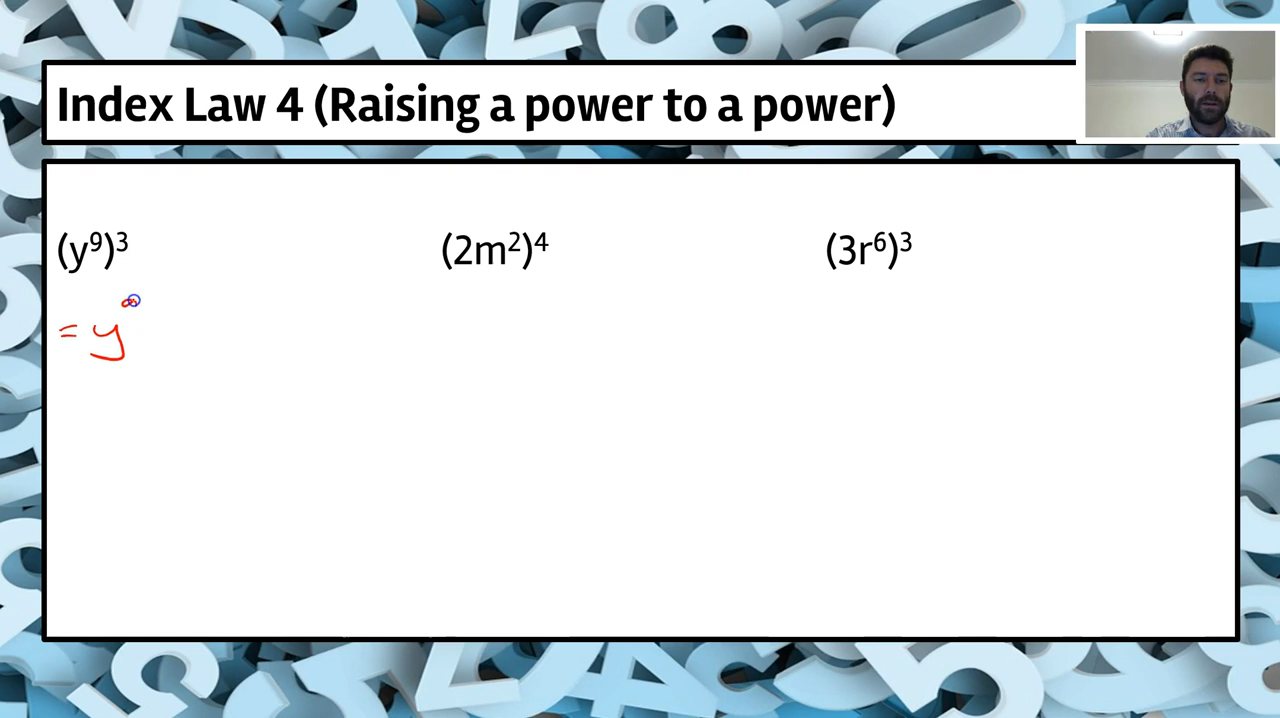 Index Law 4 (Raising a power to a power)
(y⁹)³ (2m²)⁴ (3r⁶)³
= y